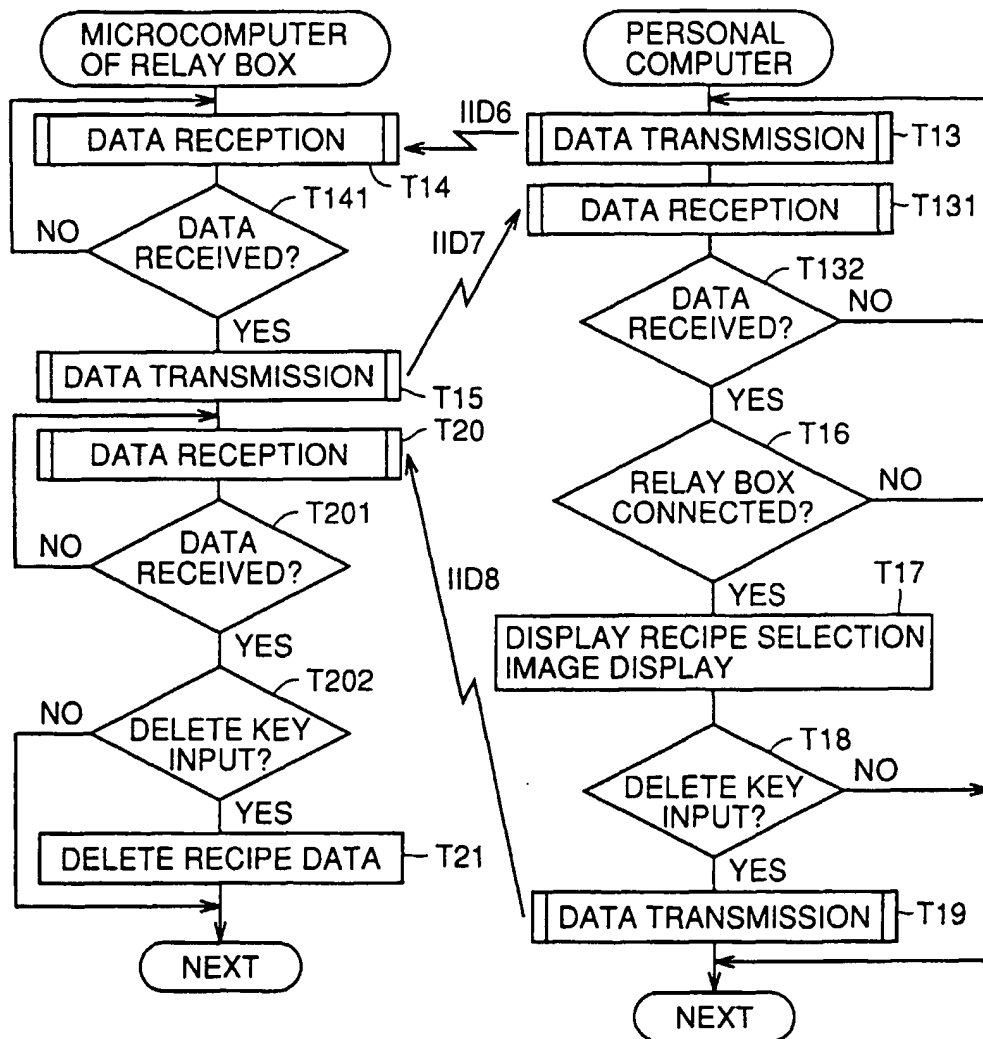 MICROCOMPUTER
OF RELAY BOX
DATA RECEPTION
T14
T141
NO
DATA
RECEIVED?
YES
DATA TRANSMISSION
T15
T20
DATA RECEPTION
T201
NO
DATA
RECEIVED?
YES
T202
NO
DELETE KEY
INPUT?
YES
DELETE RECIPE DATA
T21
NEXT
IID6
IID7
IID8
PERSONAL
COMPUTER
DATA TRANSMISSION
T13
DATA RECEPTION
T131
T132
DATA
RECEIVED?
NO
YES
T16
RELAY BOX
CONNECTED?
NO
YES
T17
DISPLAY RECIPE SELECTION
IMAGE DISPLAY
T18
DELETE KEY
INPUT?
NO
YES
DATA TRANSMISSION
T19
NEXT